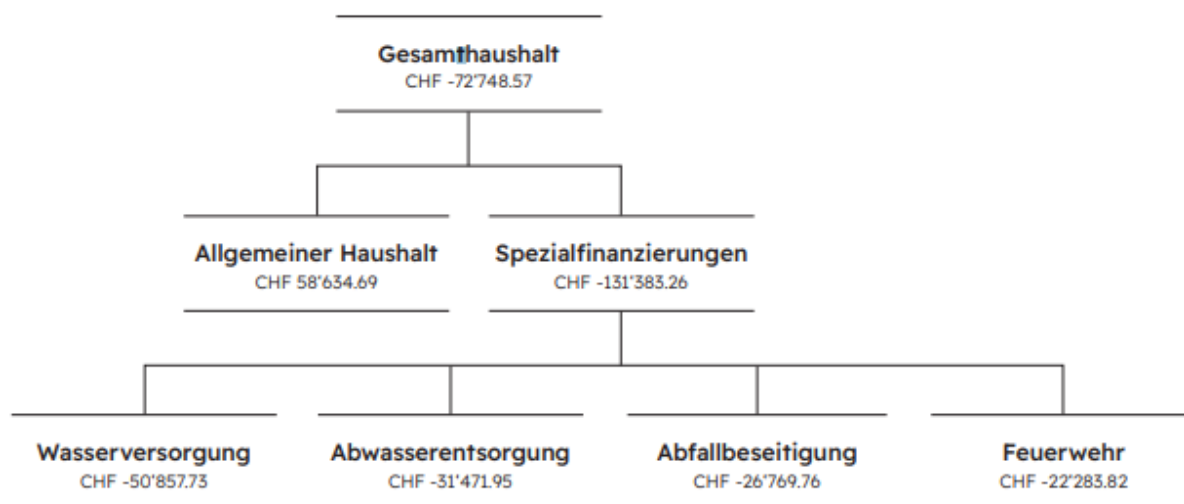 Gesamthaushalt
CHF -72'748.57
Allgemeiner Haushalt
CHF 58'634.69
Spezialfinanzierungen
CHF -131'383.26
Wasserversorgung
CHF -50'857.73
Abwasserentsorgung
CHF -31'471.95
Abfallbeseitigung
CHF -26'769.76
Feuerwehr
CHF -22'283.82